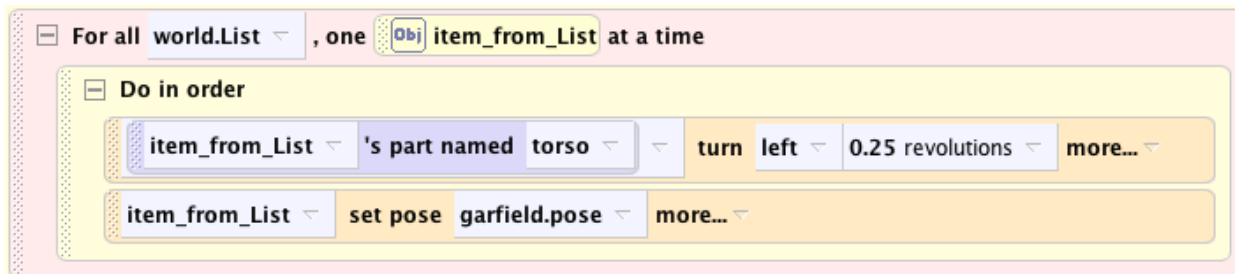 For all world.List , one Obj item_from_List at a time
Do in order
item_from_List 's part named torso turn left 0.25 revolutions more...
item_from_List set pose garfield.pose more...